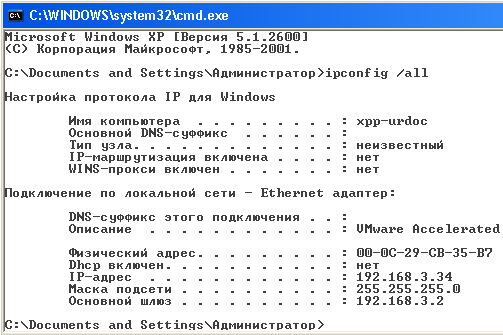 C:\WINDOWS\system32\cmd.exe
Microsoft Windows XP [Версия 5.1.2600]
(C) Корпорация Майкрософт, 1985-2001.
C:\Documents and Settings\Администратор>ipconfig /all
Настройка протокола IP для Windows
Имя компьютера . . . . . . . . . : xpp-urdoc
Основной DNS-суффикс . . . . . . :
Тип узла. . . . . . . . . . . . . : неизвестный
IP-маршрутизация включена . . . . : нет
WINS-прокси включен . . . . . . . : нет
Подключение по локальной сети - Ethernet адаптер:
DNS-суффикс этого подключения . . :
Описание . . . . . . . . . . . . : VMware Accelerated
Физический адрес. . . . . . . . . : 00-0C-29-CB-35-B7
Dhcp включен. . . . . . . . . . . : нет
IP-адрес . . . . . . . . . . . . : 192.168.3.34
Маска подсети . . . . . . . . . . : 255.255.255.0
Основной шлюз . . . . . . . . . . : 192.168.3.2
C:\Documents and Settings\Администратор>